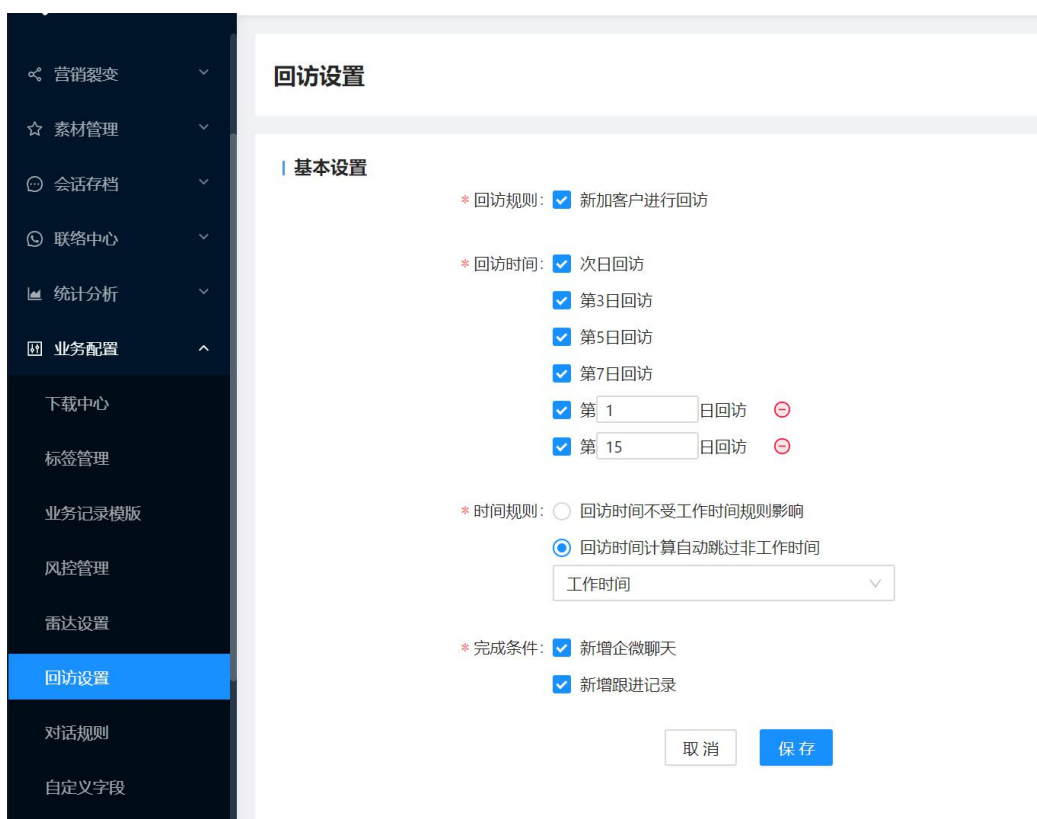 营销裂变
素材管理
会话存档
联络中心
统计分析
业务配置
下载中心
标签管理
业务记录模版
风控管理
雷达设置
回访设置
对话规则
自定义字段
回访设置
基本设置
* 回访规则: 新加客户进行回访
* 回访时间: 次日回访
第3日回访
第5日回访
第7日回访
第 1 日回访
第 15 日回访
* 时间规则: 回访时间不受工作时间规则影响
回访时间计算自动跳过非工作时间
工作时间
* 完成条件: 新增企微聊天
新增跟进记录
取 消 保 存